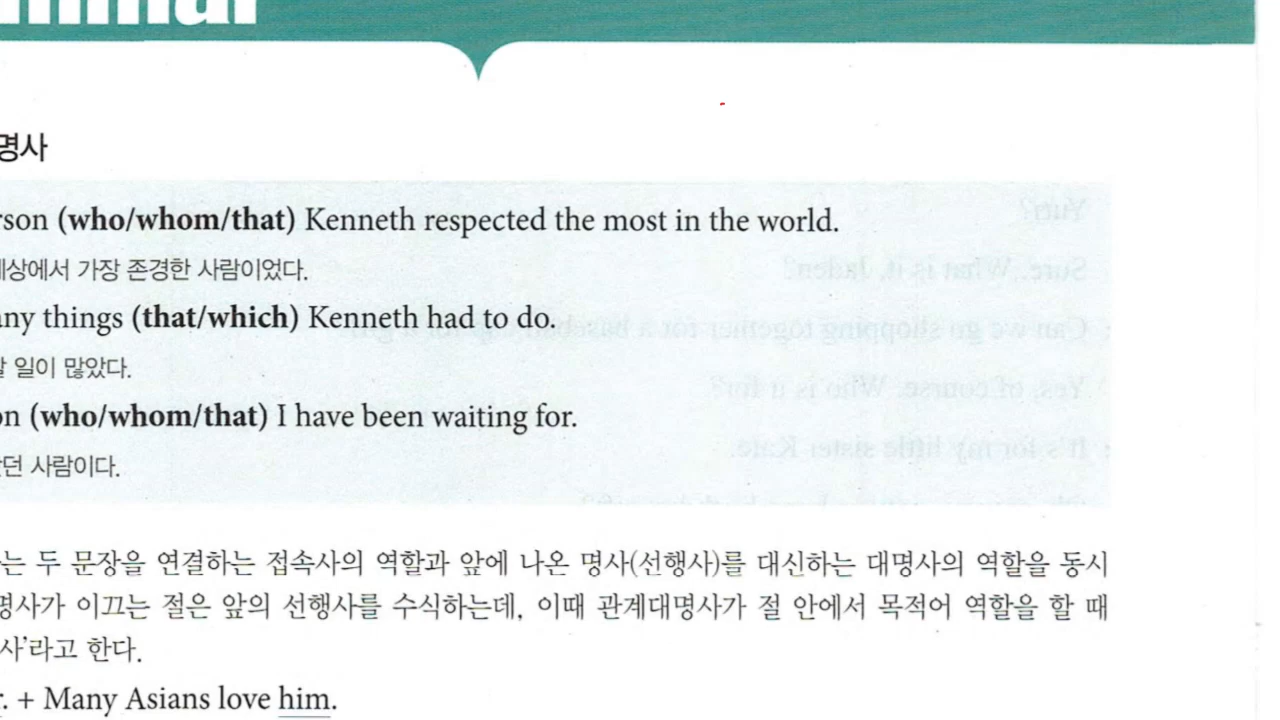 명사
(who/whom/that) Kenneth respected the most in the world.
세상에서 가장 존경한 사람이었다.
things (that/which) Kenneth had to do.
일이 많았다.
(who/whom/that) I have been waiting for.
사람이다.
는 두 문장을 연결하는 접속사의 역할과 앞에 나온 명사(선행사)를 대신하는 대명사의 역할을 동시
명사가 이끄는 절은 앞의 선행사를 수식하는데, 이때 관계대명사가 절 안에서 목적어 역할을 할 때
사'라고 한다.
+ Many Asians love him.